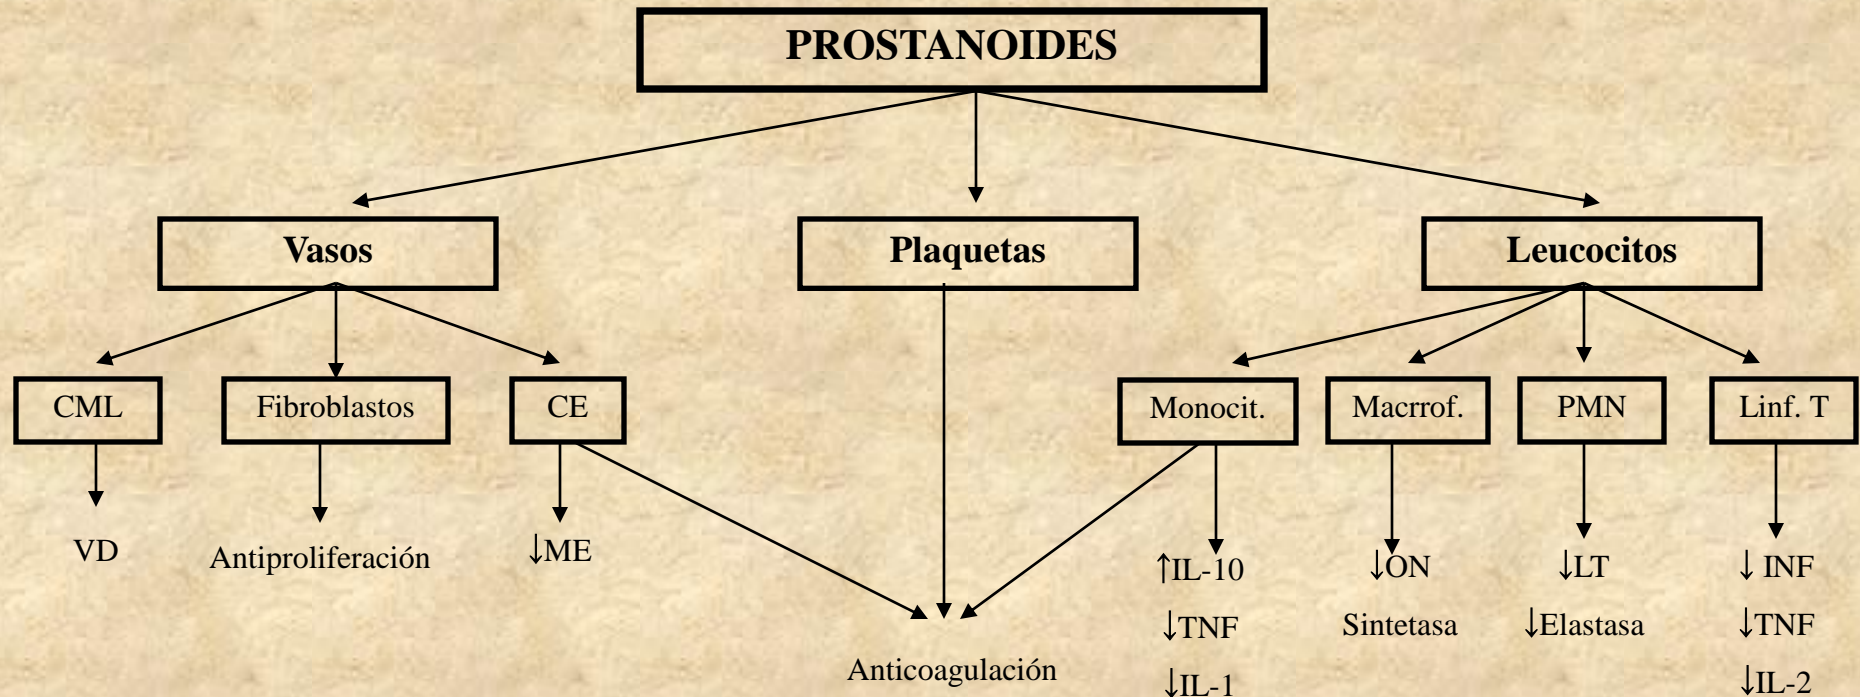 PROSTANOIDES
Vasos
Plaquetas
Leucocitos
CML
Fibroblastos
CE
Monocit.
Macrrof.
PMN
Linf. T
VD
Antiproliferación
↓ME
Anticoagulación
↑IL-10
↓TNF
↓IL-1
↓ON
Sintetasa
↓LT
↓Elastasa
↓ INF
↓TNF
↓IL-2